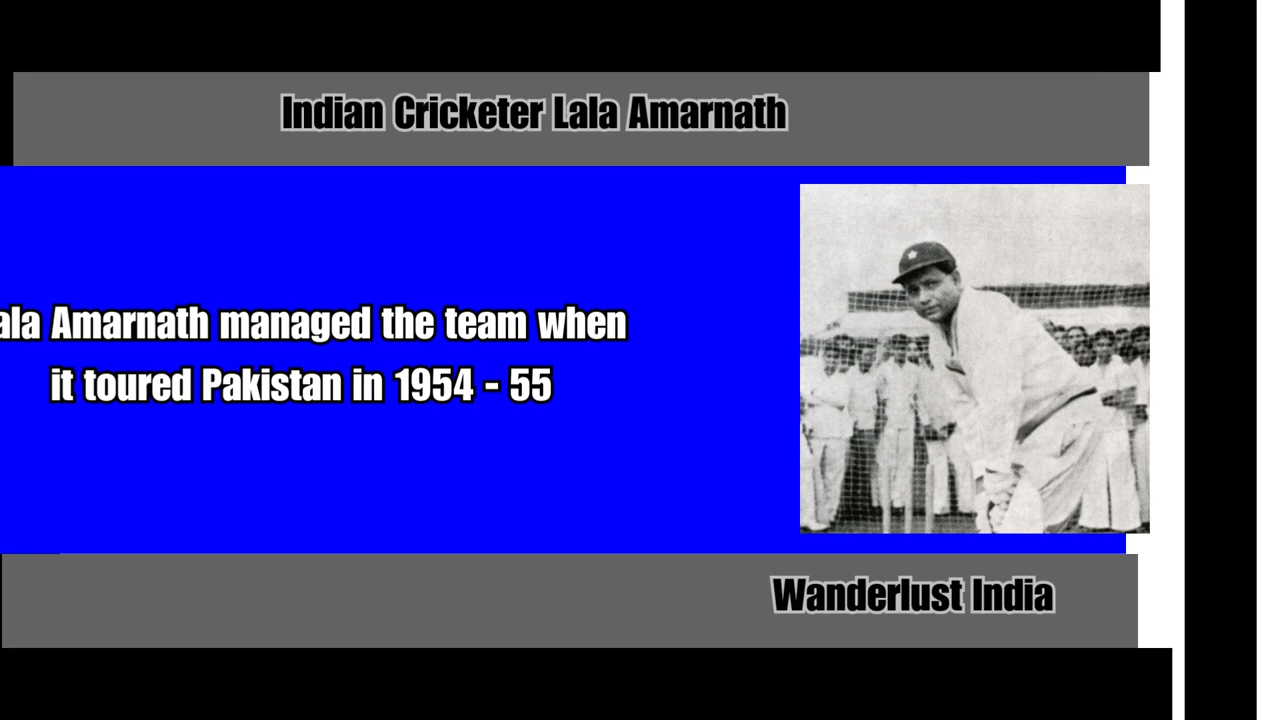 Indian Cricketer Lala Amarnath
ala Amarnath managed the team when
it toured Pakistan in 1954 - 55
Wanderlust India